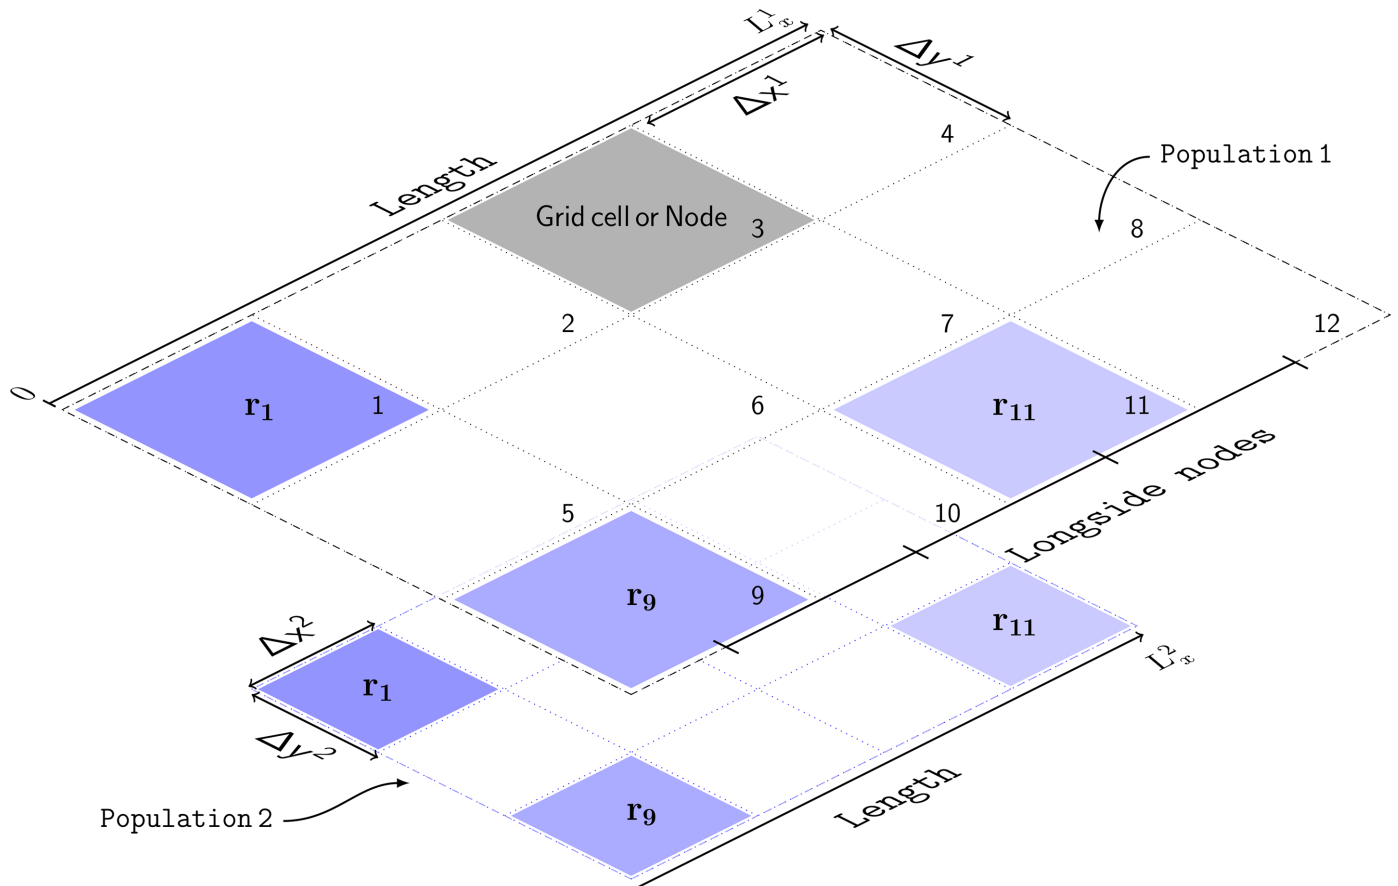 L¹ₓ
Δy¹
Δx¹
4
Population 1
Length
Grid cell or Node
3
8
2
7
12
0
r₁
1
6
r₁₁
11
Longside nodes
5
10
r₉
9
Δx²
r₁₁
L²ₓ
r₁
Δy²
Length
Population 2
r₉